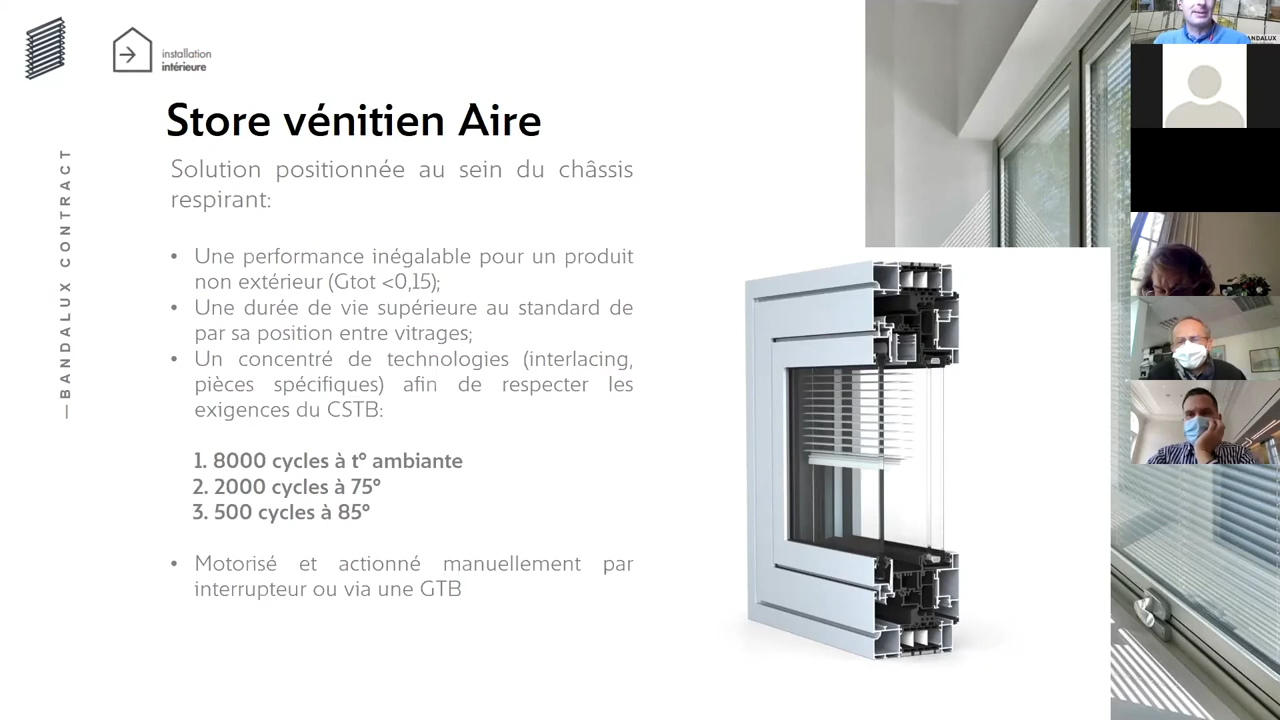 installation
intérieure
Store vénitien Aire
— BANDALUX CONTRACT
Solution positionnée au sein du châssis
respirant:
• Une performance inégalable pour un produit
non extérieur (Gtot <0,15);
• Une durée de vie supérieure au standard de
par sa position entre vitrages;
• Un concentré de technologies (interlacing,
pièces spécifiques) afin de respecter les
exigences du CSTB:
1. 8000 cycles à t° ambiante
2. 2000 cycles à 75°
3. 500 cycles à 85°
• Motorisé et actionné manuellement par
interrupteur ou via une GTB
ANDALUX